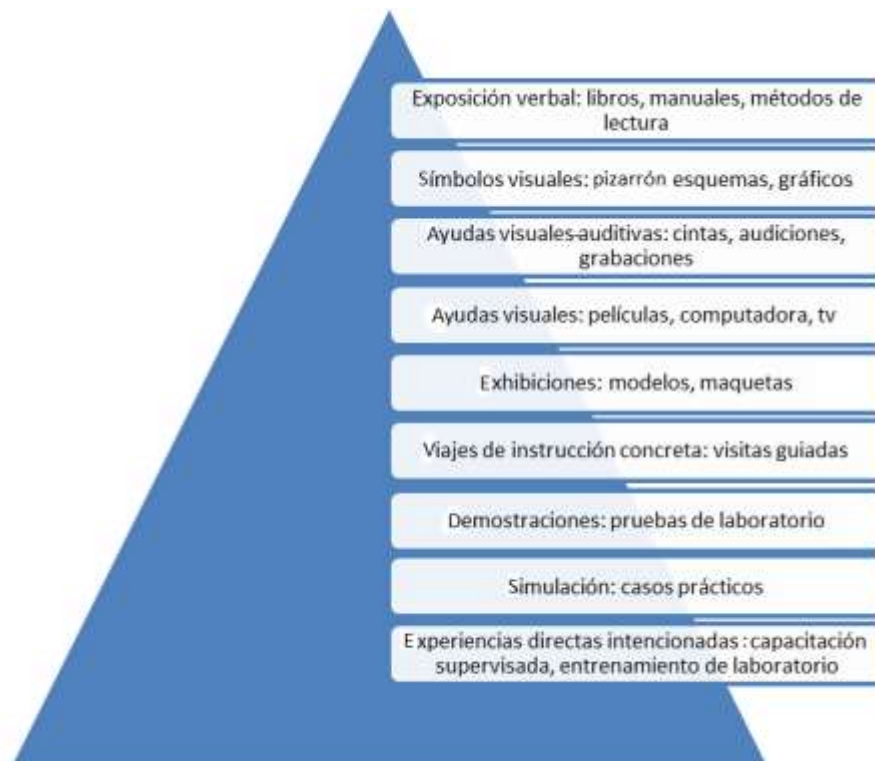 Exposición verbal: libros, manuales, métodos de
lectura
Símbolos visuales: pizarrón esquemas, gráficos
Ayudas visuales-auditivas: cintas, audiciones,
grabaciones
Ayudas visuales: películas, computadora, tv
Exhibiciones: modelos, maquetas
Viajes de instrucción concreta: visitas guiadas
Demostraciones: pruebas de laboratorio
Simulación: casos prácticos
Experiencias directas intencionadas: capacitación
supervisada, entrenamiento de laboratorio